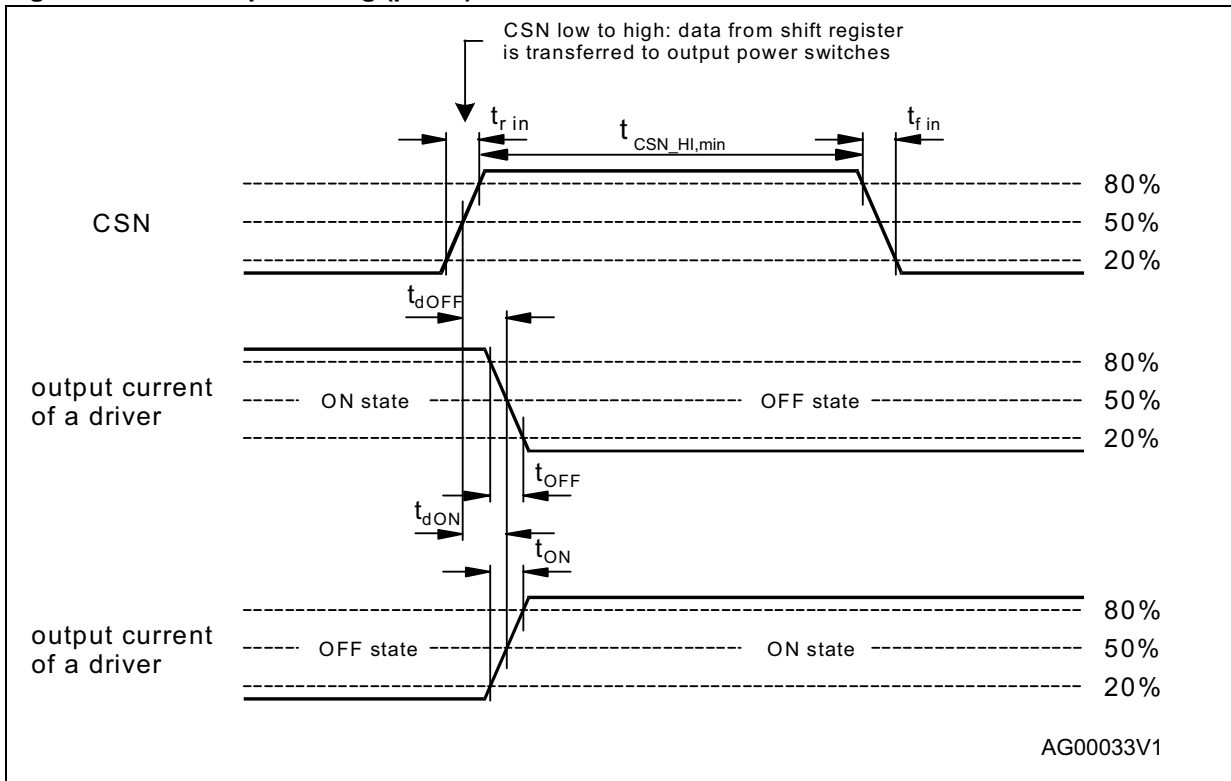 CSN low to high: data from shift register
is transferred to output power switches
t_r in
t_CSN_HI,min
t_f in
80%
CSN
50%
20%
t_dOFF
80%
output current
of a driver
ON state
OFF state
50%
20%
t_OFF
t_dON
t_ON
80%
output current
of a driver
OFF state
ON state
50%
20%
AG00033V1